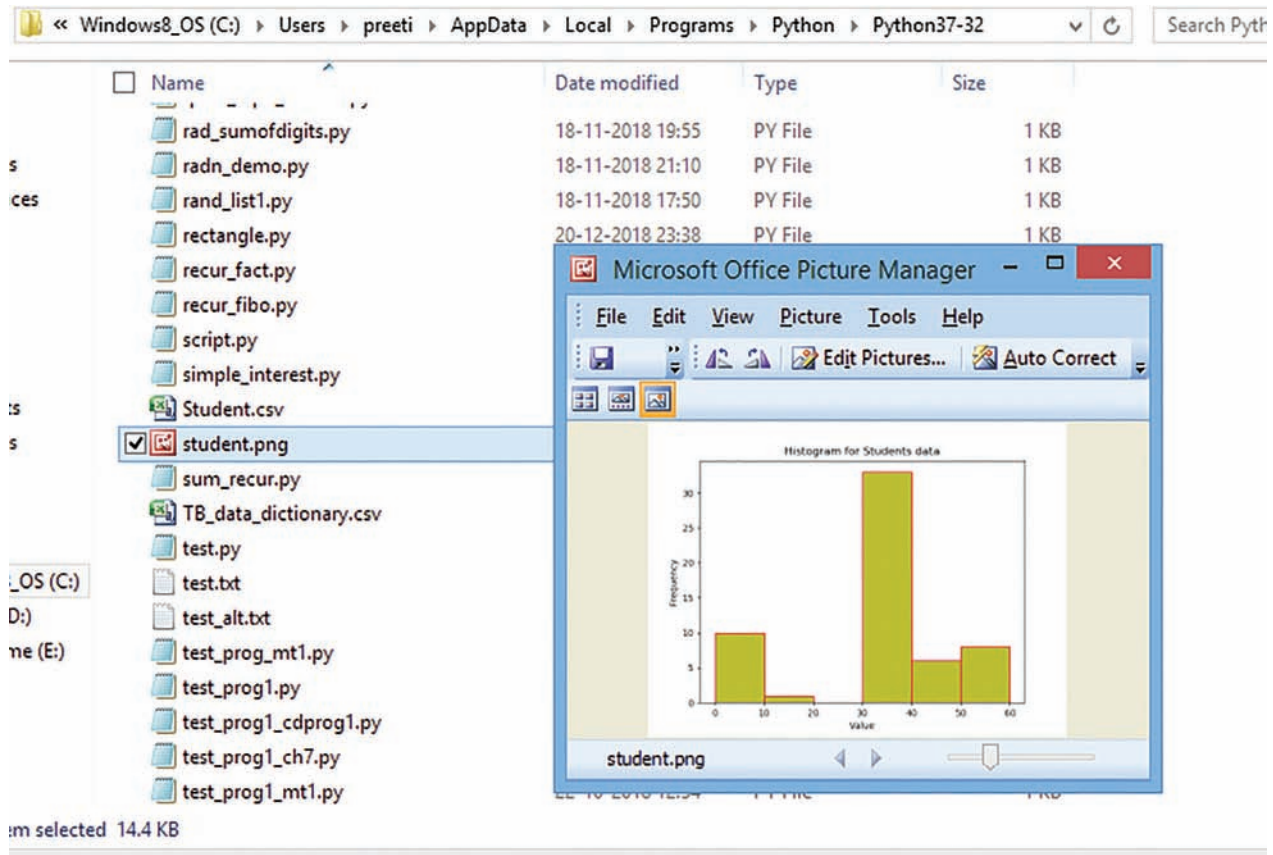 « Windows8_OS (C:) ▸ Users ▸ preeti ▸ AppData ▸ Local ▸ Programs ▸ Python ▸ Python37-32 Search Pyth
Name Date modified Type Size
rad_sumofdigits.py 18-11-2018 19:55 PY File 1 KB
s radn_demo.py 18-11-2018 21:10 PY File 1 KB
ces rand_list1.py 18-11-2018 17:50 PY File 1 KB
rectangle.py 20-12-2018 23:38 PY File 1 KB
recur_fact.py
recur_fibo.py
script.py
simple_interest.py
ts Student.csv
s student.png
sum_recur.py
TB_data_dictionary.csv
test.py
_OS (C:) test.txt
D:) test_alt.txt
me (E:) test_prog_mt1.py
test_prog1.py
test_prog1_cdprog1.py
test_prog1_ch7.py
test_prog1_mt1.py
em selected 14.4 KB
Microsoft Office Picture Manager
File Edit View Picture Tools Help
Edit Pictures... Auto Correct
Histogram for Students data
Frequency
30
25
20
15
10
5
0
0 10 20 30 40 50 60
Value
student.png